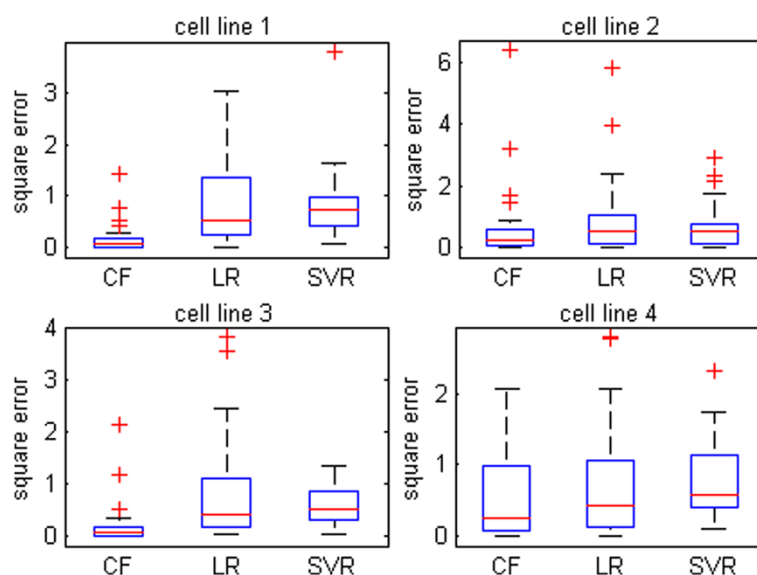 cell line 1
square error
3
2
1
0
CF LR SVR
cell line 2
square error
6
4
2
0
CF LR SVR
cell line 3
square error
4
3
2
1
0
CF LR SVR
cell line 4
square error
2
1
0
CF LR SVR